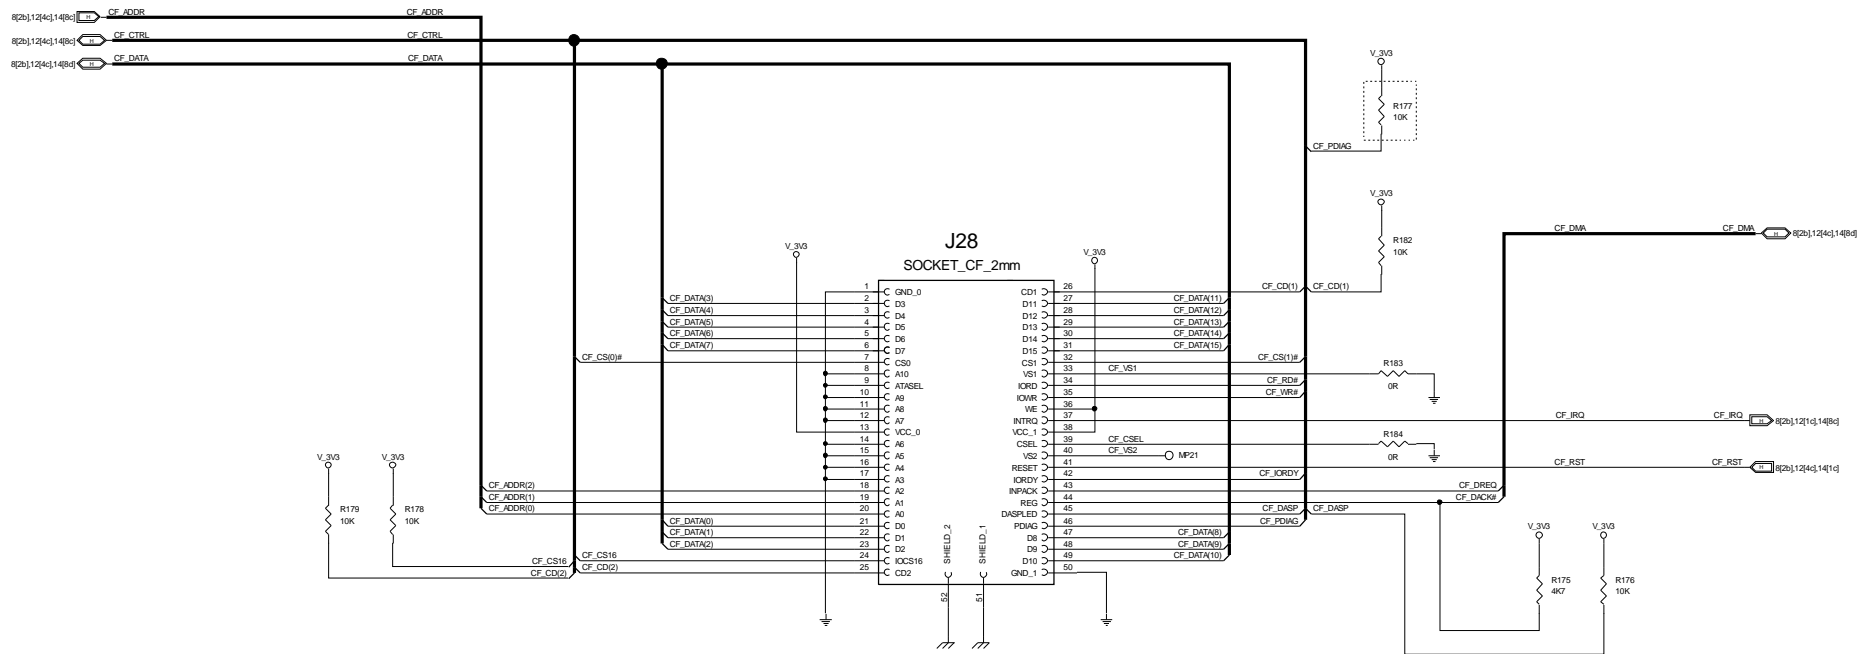 8[2b],12[4c],14[8c] H CF_ADDR CF_ADDR
8[2b],12[4c],14[8c] H CF_CTRL CF_CTRL
8[2b],12[4c],14[8d] H CF_DATA CF_DATA
V_3V3
R177
10K
CF_PDIAG
V_3V3
R182
10K
CF_DMA CF_DMA H 8[2b],12[4c],14[8d]
J28
SOCKET_CF_2mm
V_3V3 V_3V3
1 GND_0 CD1 26 CF_CD(1) CF_CD(1)
CF_DATA(3) 2 D3 D11 27 CF_DATA(11)
CF_DATA(4) 3 D4 D12 28 CF_DATA(12)
CF_DATA(5) 4 D5 D13 29 CF_DATA(13)
CF_DATA(6) 5 D6 D14 30 CF_DATA(14)
CF_DATA(7) 6 D7 D15 31 CF_DATA(15)
CF_CS(0)# 7 CS0 CS1 32 CF_CS(1)#
8 A10 VS1 33 CF_VS1 R183 0R
9 ATASEL IORD 34 CF_RD#
10 A9 IOWR 35 CF_WR#
11 A8 WE 36
12 A7 INTRQ 37 CF_IRQ CF_IRQ H 8[2b],12[1c],14[8c]
13 VCC_0 VCC_1 38
14 A6 CSEL 39 CF_CSEL R184 0R
15 A5 VS2 40 CF_VS2 MP21
16 A4 RESET 41 CF_RST CF_RST H 8[2b],12[4c],14[1c]
17 A3 IORDY 42 CF_IORDY
CF_ADDR(2) 18 A2 INPACK 43 CF_DREQ
CF_ADDR(1) 19 A1 REG 44 CF_DACK#
CF_ADDR(0) 20 A0 DASPLED 45 CF_DASP CF_DASP
CF_DATA(0) 21 D0 PDIAG 46 CF_PDIAG
CF_DATA(1) 22 D1 D8 47 CF_DATA(8)
CF_DATA(2) 23 D2 D9 48 CF_DATA(9)
CF_CS16 CF_CS16 24 IOCS16 D10 49 CF_DATA(10)
CF_CD(2) CF_CD(2) 25 CD2 GND_1 50
SHIELD_2 SHIELD_1
52 51
V_3V3 V_3V3
R179 R178
10K 10K
V_3V3 V_3V3
R175 R176
4K7 10K